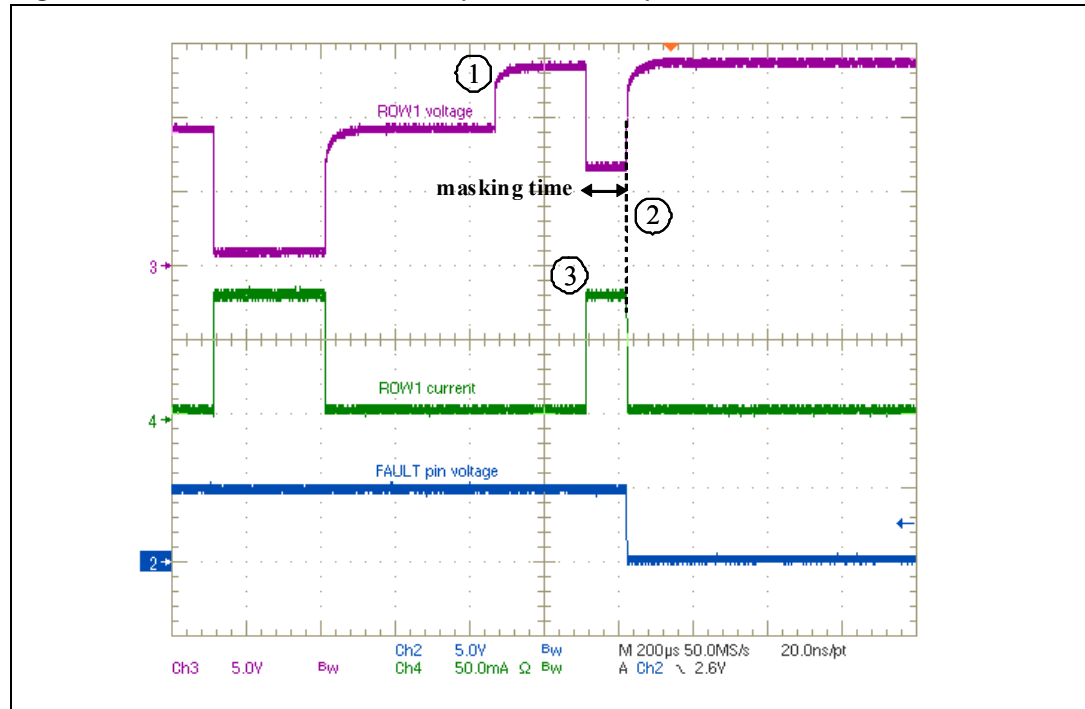 1
ROW1 voltage
masking time
2
3
3
ROW1 current
4
FAULT pin voltage
2
Ch2 5.0V Bw M 200µs 50.0MS/s 20.0ns/pt
Ch3 5.0V Bw Ch4 50.0mA Ω Bw A Ch2 2.6V